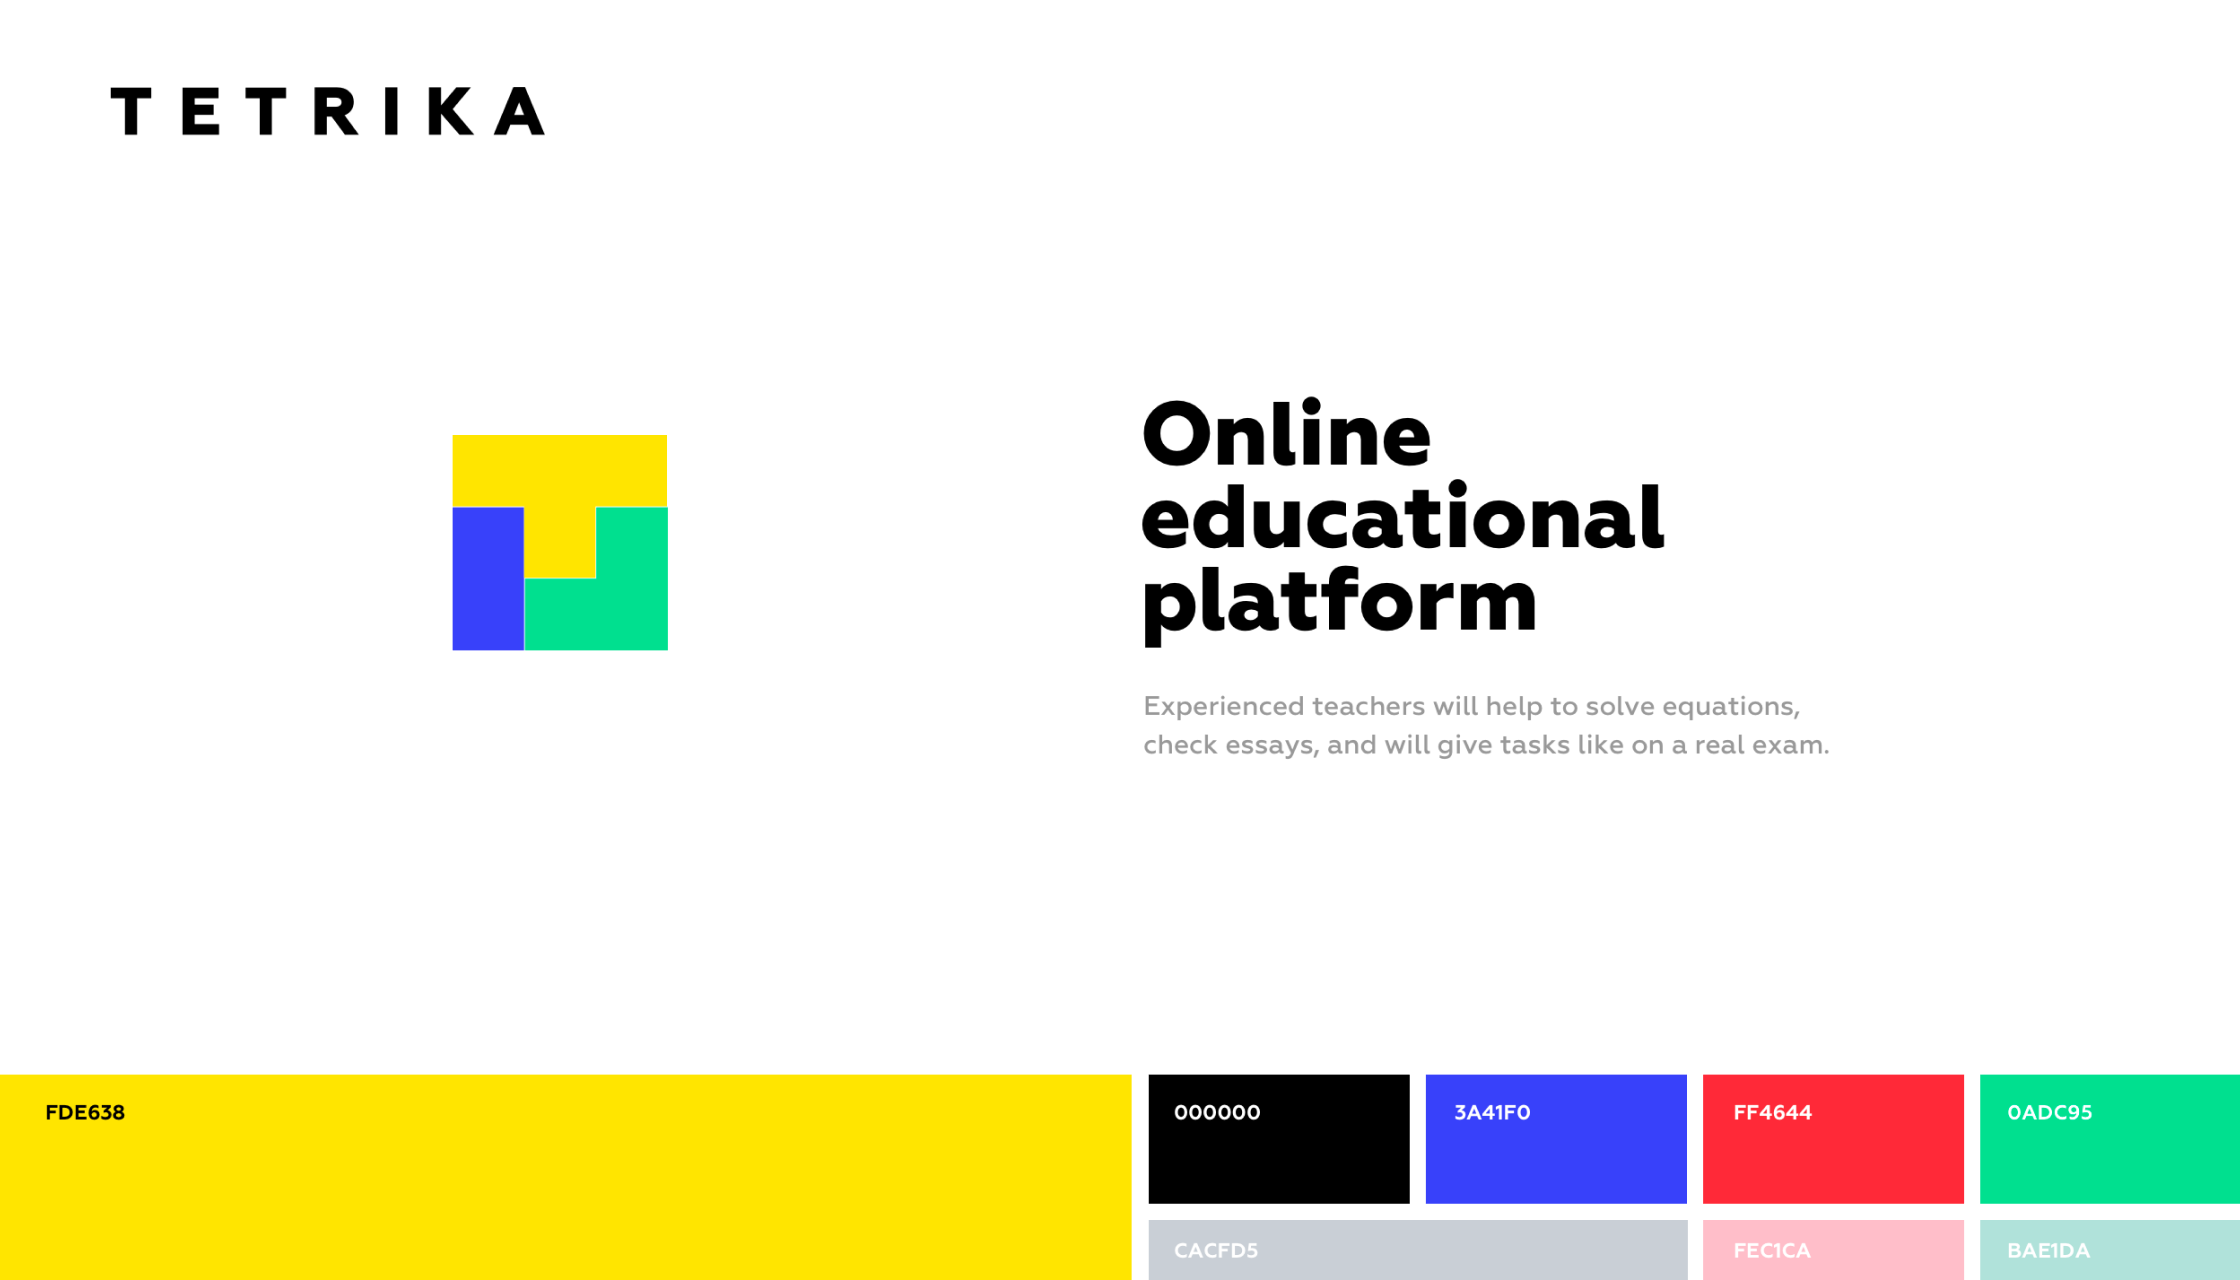 TETRIKA
Online
educational
platform
Experienced teachers will help to solve equations,
check essays, and will give tasks like on a real exam.
FDE638
000000
3A41F0
FF4644
0ADC95
CACFD5
FEC1CA
BAE1DA